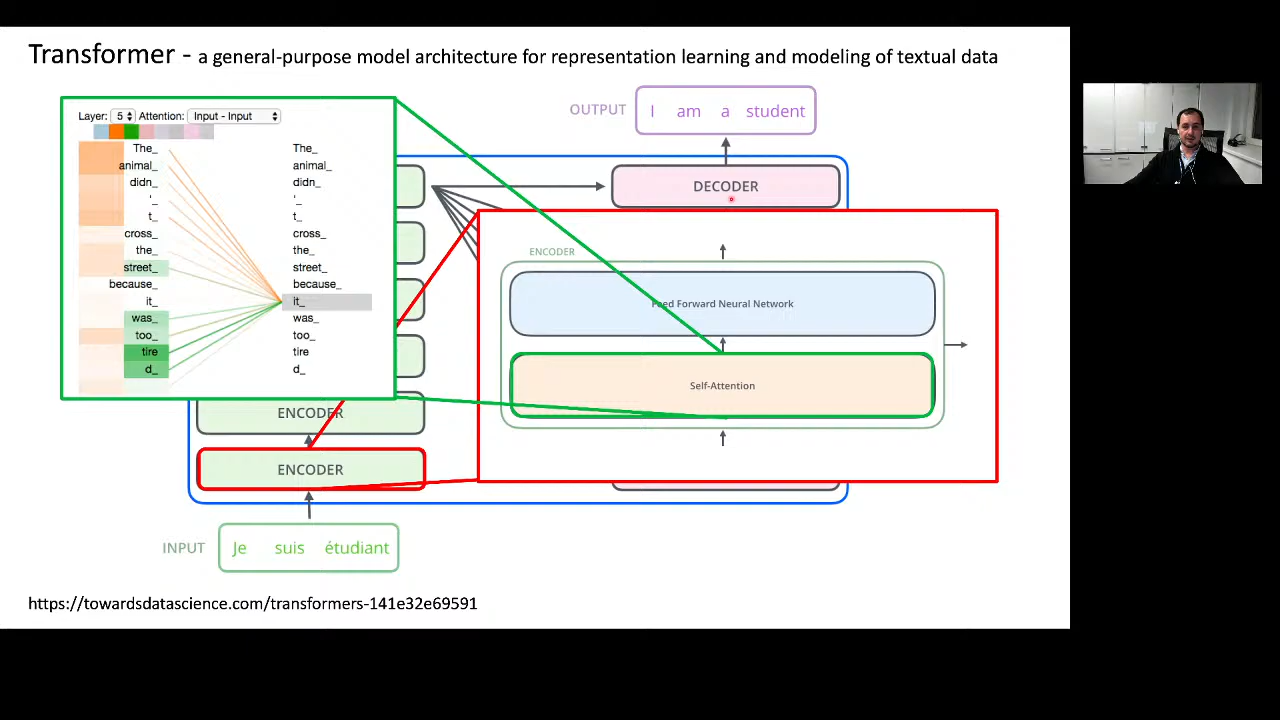 Transformer - a general-purpose model architecture for representation learning and modeling of textual data
OUTPUT I am a student
Layer: 5 Attention: Input - Input
The_ The_
animal_ animal_
didn_ didn_
'_ '_
t_ t_
cross_ cross_
the_ the_
street_ street_
because_ because_
it_ it_
was_ was_
too_ too_
tire tire
d_ d_
DECODER
ENCODER
Feed Forward Neural Network
Self-Attention
ENCODER
ENCODER
INPUT Je suis étudiant
https://towardsdatascience.com/transformers-141e32e69591